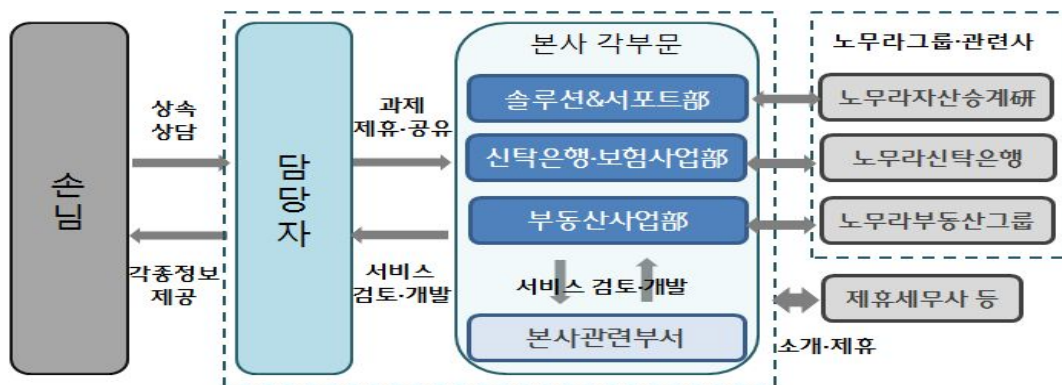 손님
상속
상담
각종정보
제공
담당자
과제
제휴·공유
서비스
검토·개발
본사 각부문
솔루션&서포트部
신탁은행·보험사업部
부동산사업部
서비스 검토·개발
본사관련부서
노무라그룹·관련사
노무라자산승계研
노무라신탁은행
노무라부동산그룹
제휴세무사 등
소개·제휴